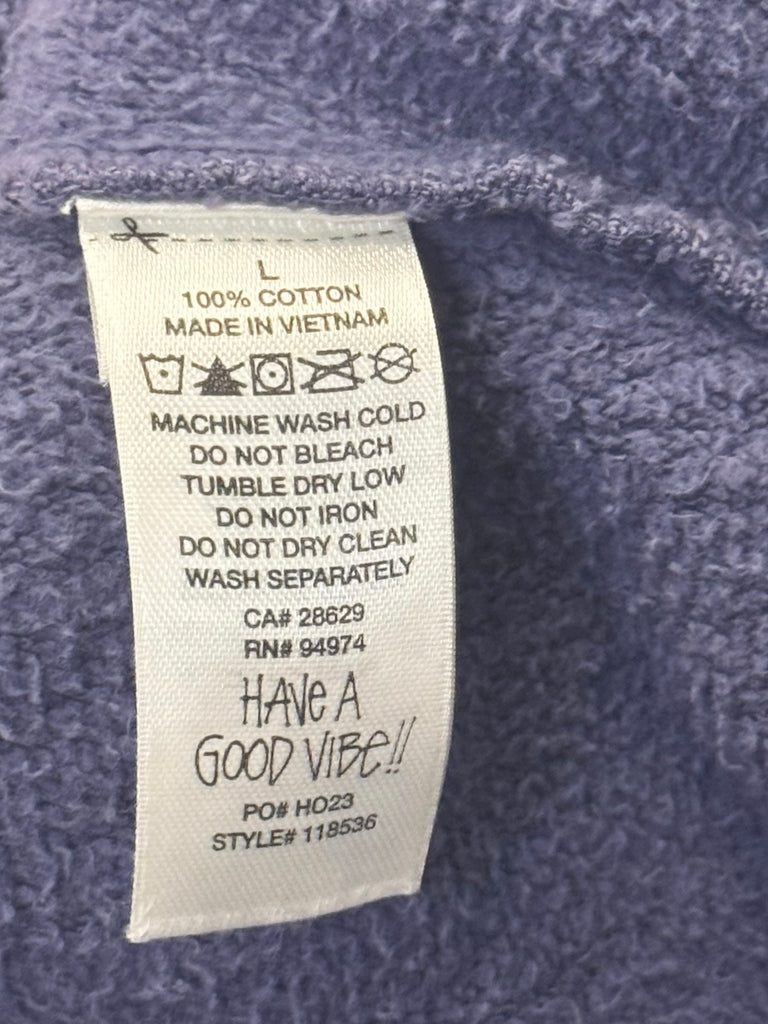 L
100% COTTON
MADE IN VIETNAM
MACHINE WASH COLD
DO NOT BLEACH
TUMBLE DRY LOW
DO NOT IRON
DO NOT DRY CLEAN
WASH SEPARATELY
CA# 28629
RN# 94974
HAVe A
GOOD VIBe!!
PO# HO23
STYLE# 118536